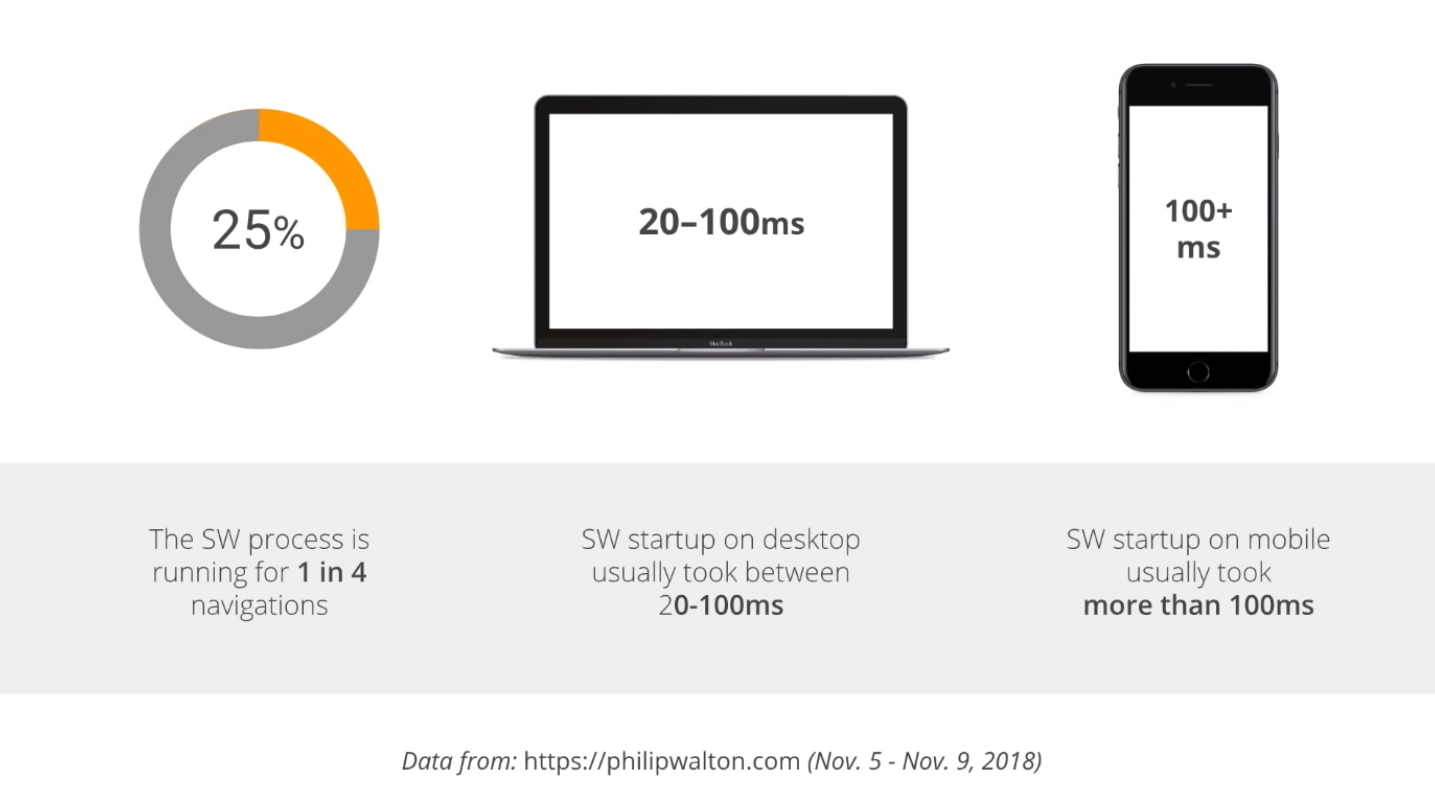 25%
20–100ms
MacBook
100+
ms
The SW process is
running for 1 in 4
navigations
SW startup on desktop
usually took between
20-100ms
SW startup on mobile
usually took
more than 100ms
Data from: https://philipwalton.com (Nov. 5 - Nov. 9, 2018)